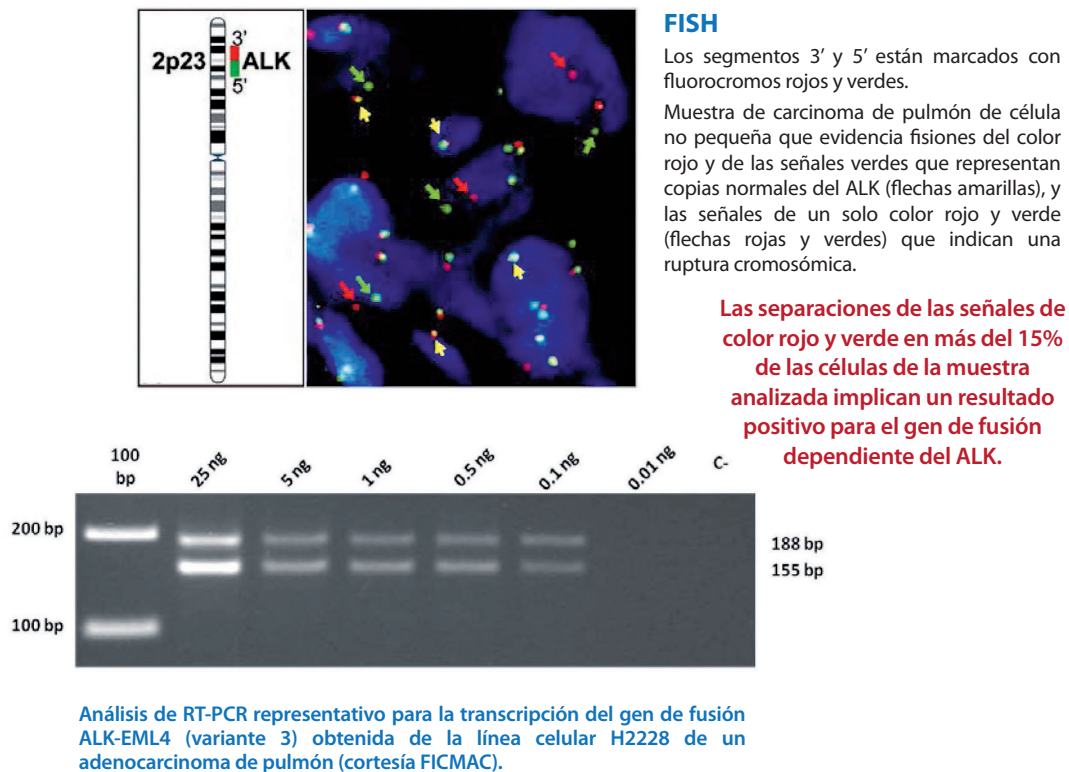 3′
2p23
ALK
5′
FISH
Los segmentos 3′ y 5′ están marcados con
fluorocromos rojos y verdes.
Muestra de carcinoma de pulmón de célula
no pequeña que evidencia fisiones del color
rojo y de las señales verdes que representan
copias normales del ALK (flechas amarillas), y
las señales de un solo color rojo y verde
(flechas rojas y verdes) que indican una
ruptura cromosómica.
Las separaciones de las señales de
color rojo y verde en más del 15%
de las células de la muestra
analizada implican un resultado
positivo para el gen de fusión
dependiente del ALK.
100
bp
25 ng
5 ng
1 ng
0.5 ng
0.1 ng
0.01 ng
C-
200 bp
188 bp
155 bp
100 bp
Análisis de RT-PCR representativo para la transcripción del gen de fusión
ALK-EML4 (variante 3) obtenida de la línea celular H2228 de un
adenocarcinoma de pulmón (cortesía FICMAC).